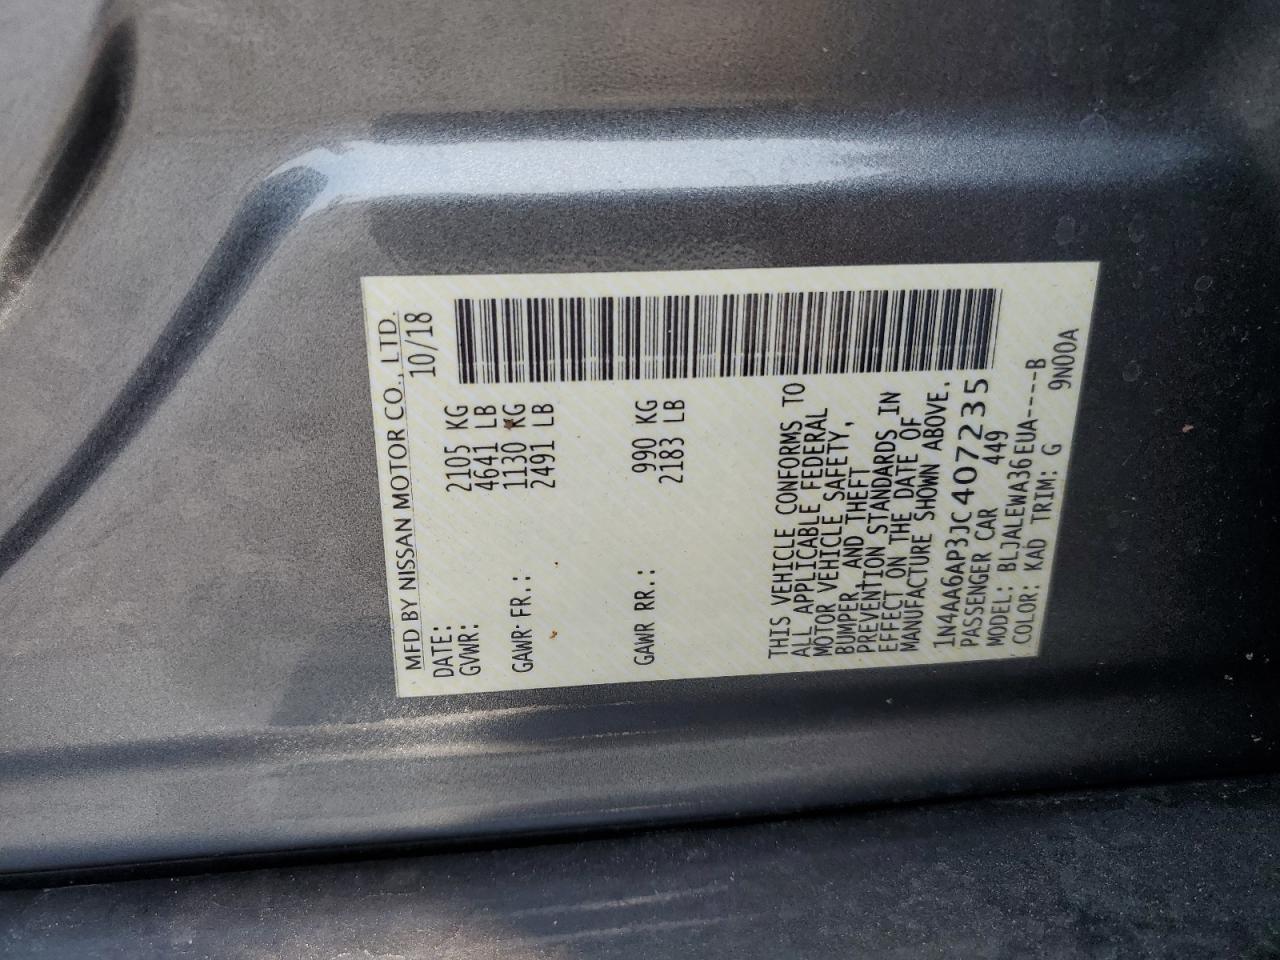 MFD BY NISSAN MOTOR CO., LTD.
DATE: 10/18
GVWR: 2105 KG
4641 LB
GAWR FR.: 1130 KG
2491 LB
GAWR RR.: 990 KG
2183 LB
THIS VEHICLE CONFORMS TO
ALL APPLICABLE FEDERAL
MOTOR VEHICLE SAFETY,
BUMPER, AND THEFT
PREVENTION STANDARDS IN
EFFECT ON THE DATE OF
MANUFACTURE SHOWN ABOVE.
1N4AA6AP3JC407235
PASSENGER CAR 449
MODEL: BLJALEWA36EUA----B
COLOR: KAD TRIM: G 9N00A